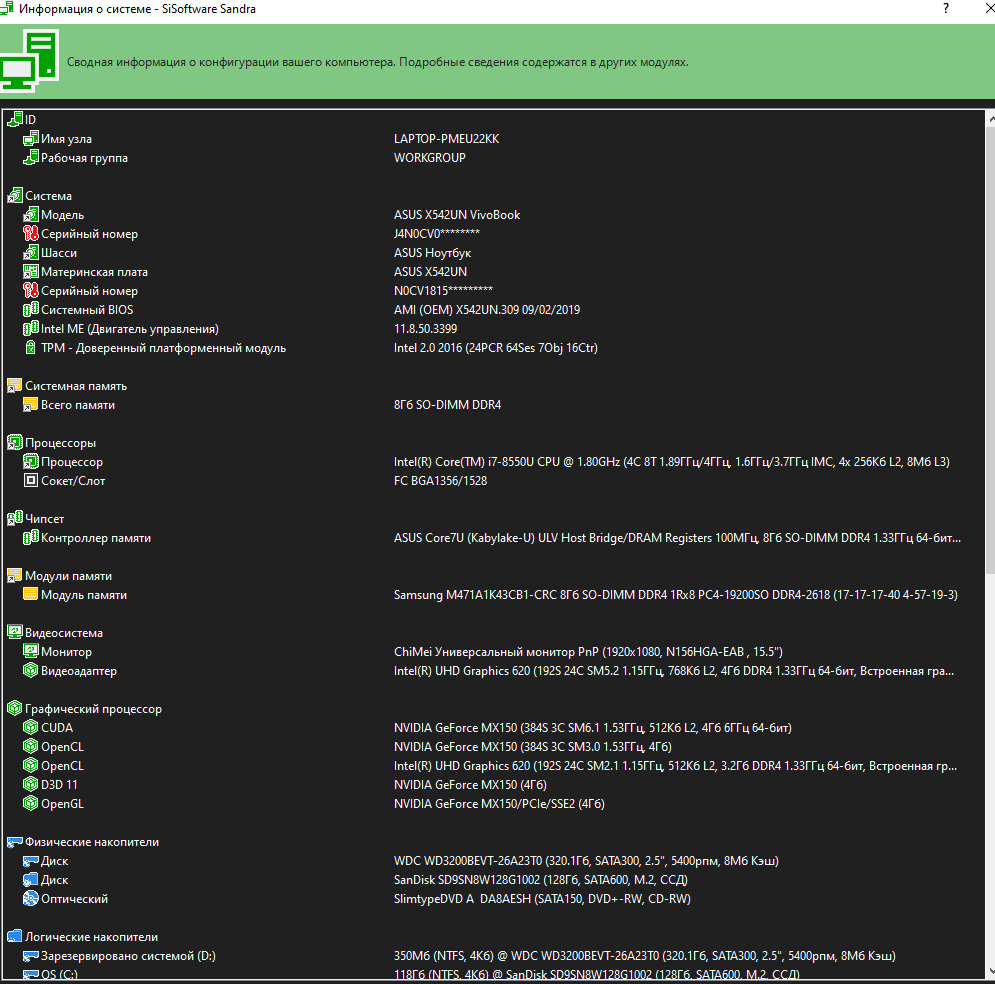 Информация о системе - SiSoftware Sandra
?
Сводная информация о конфигурации вашего компьютера. Подробные сведения содержатся в других модулях.
ID
Имя узла LAPTOP-PMEU22KK
Рабочая группа WORKGROUP
Система
Модель ASUS X542UN VivoBook
Серийный номер J4N0CV0********
Шасси ASUS Ноутбук
Материнская плата ASUS X542UN
Серийный номер N0CV1815*********
Системный BIOS AMI (OEM) X542UN.309 09/02/2019
Intel ME (Двигатель управления) 11.8.50.3399
TPM - Доверенный платформенный модуль Intel 2.0 2016 (24PCR 64Ses 7Obj 16Ctr)
Системная память
Всего памяти 8Гб SO-DIMM DDR4
Процессоры
Процессор Intel(R) Core(TM) i7-8550U CPU @ 1.80GHz (4C 8T 1.89ГГц/4ГГц, 1.6ГГц/3.7ГГц IMC, 4x 256Кб L2, 8Мб L3)
Сокет/Слот FC BGA1356/1528
Чипсет
Контроллер памяти ASUS Core7U (Kabylake-U) ULV Host Bridge/DRAM Registers 100МГц, 8Гб SO-DIMM DDR4 1.33ГГц 64-бит...
Модули памяти
Модуль памяти Samsung M471A1K43CB1-CRC 8Гб SO-DIMM DDR4 1Rx8 PC4-19200SO DDR4-2618 (17-17-17-40 4-57-19-3)
Видеосистема
Монитор ChiMei Универсальный монитор PnP (1920x1080, N156HGA-EAB , 15.5")
Видеоадаптер Intel(R) UHD Graphics 620 (192S 24C SM5.2 1.15ГГц, 768Кб L2, 4Гб DDR4 1.33ГГц 64-бит, Встроенная гра...
Графический процессор
CUDA NVIDIA GeForce MX150 (384S 3C SM6.1 1.53ГГц, 512Кб L2, 4Гб 6ГГц 64-бит)
OpenCL NVIDIA GeForce MX150 (384S 3C SM3.0 1.53ГГц, 4Гб)
OpenCL Intel(R) UHD Graphics 620 (192S 24C SM2.1 1.15ГГц, 512Кб L2, 3.2Гб DDR4 1.33ГГц 64-бит, Встроенная гр...
D3D 11 NVIDIA GeForce MX150 (4Гб)
OpenGL NVIDIA GeForce MX150/PCIe/SSE2 (4Гб)
Физические накопители
Диск WDC WD3200BEVT-26A23T0 (320.1Гб, SATA300, 2.5", 5400рпм, 8Мб Кэш)
Диск SanDisk SD9SN8W128G1002 (128Гб, SATA600, M.2, ССД)
Оптический SlimtypeDVD A DA8AESH (SATA150, DVD+-RW, CD-RW)
Логические накопители
Зарезервировано системой (D:) 350Мб (NTFS, 4Кб) @ WDC WD3200BEVT-26A23T0 (320.1Гб, SATA300, 2.5", 5400рпм, 8Мб Кэш)
OS (C:) 118Гб (NTFS, 4Кб) @ SanDisk SD9SN8W128G1002 (128Гб, SATA600, M.2, ССД)